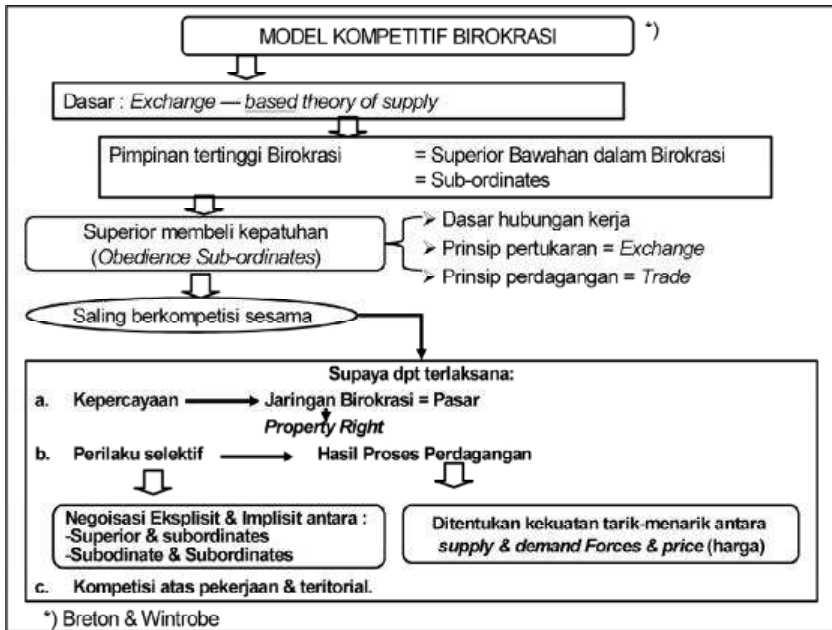 MODEL KOMPETITIF BIROKRASI *)
Dasar : Exchange — based theory of supply
Pimpinan tertinggi Birokrasi = Superior Bawahan dalam Birokrasi
= Sub-ordinates
Superior membeli kepatuhan
(Obedience Sub-ordinates)
➢ Dasar hubungan kerja
➢ Prinsip pertukaran = Exchange
➢ Prinsip perdagangan = Trade
Saling berkompetisi sesama
Supaya dpt terlaksana:
a. Kepercayaan Jaringan Birokrasi = Pasar
Property Right
b. Perilaku selektif Hasil Proses Perdagangan
Negoisasi Eksplisit & Implisit antara :
-Superior & subordinates
-Subodinate & Subordinates
Ditentukan kekuatan tarik-menarik antara
supply & demand Forces & price (harga)
c. Kompetisi atas pekerjaan & teritorial.
*) Breton & Wintrobe